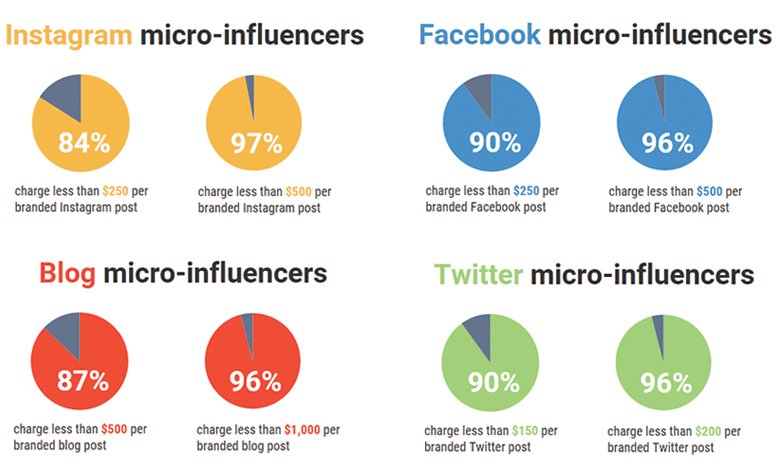 Instagram micro-influencers
84%
charge less than $250 per
branded Instagram post
97%
charge less than $500 per
branded Instagram post
Facebook micro-influencers
90%
charge less than $250 per
branded Facebook post
96%
charge less than $500 per
branded Facebook post
Blog micro-influencers
87%
charge less than $500 per
branded blog post
96%
charge less than $1,000 per
branded blog post
Twitter micro-influencers
90%
charge less than $150 per
branded Twitter post
96%
charge less than $200 per
branded Twitter post